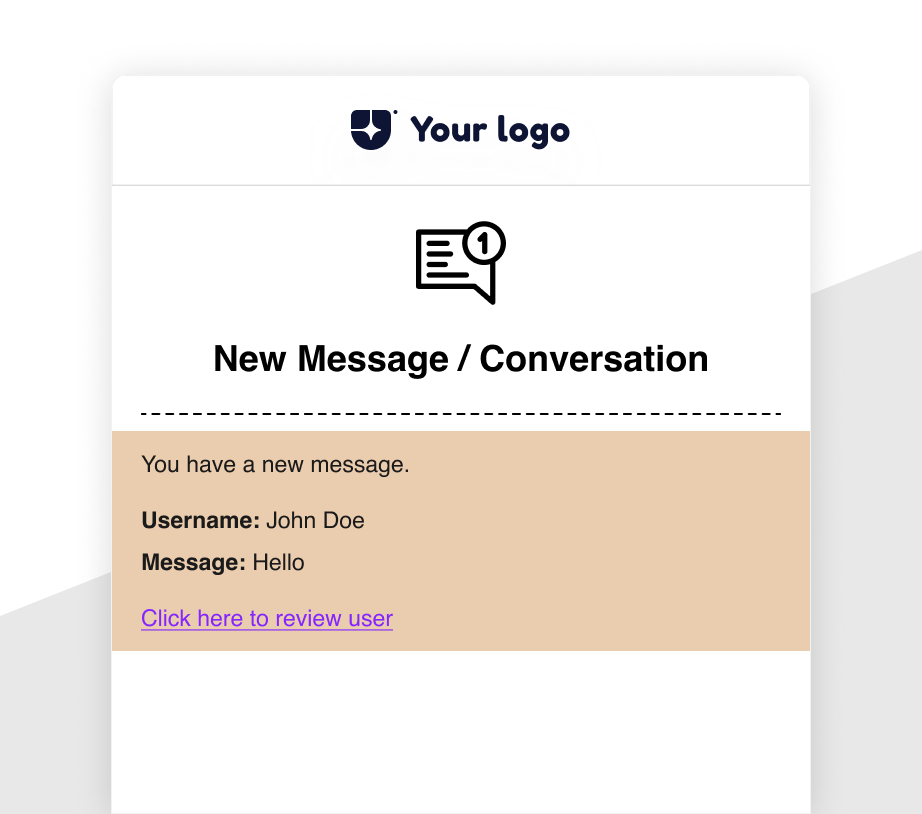 Your logo
1
New Message / Conversation
You have a new message.
Username: John Doe
Message: Hello
Click here to review user